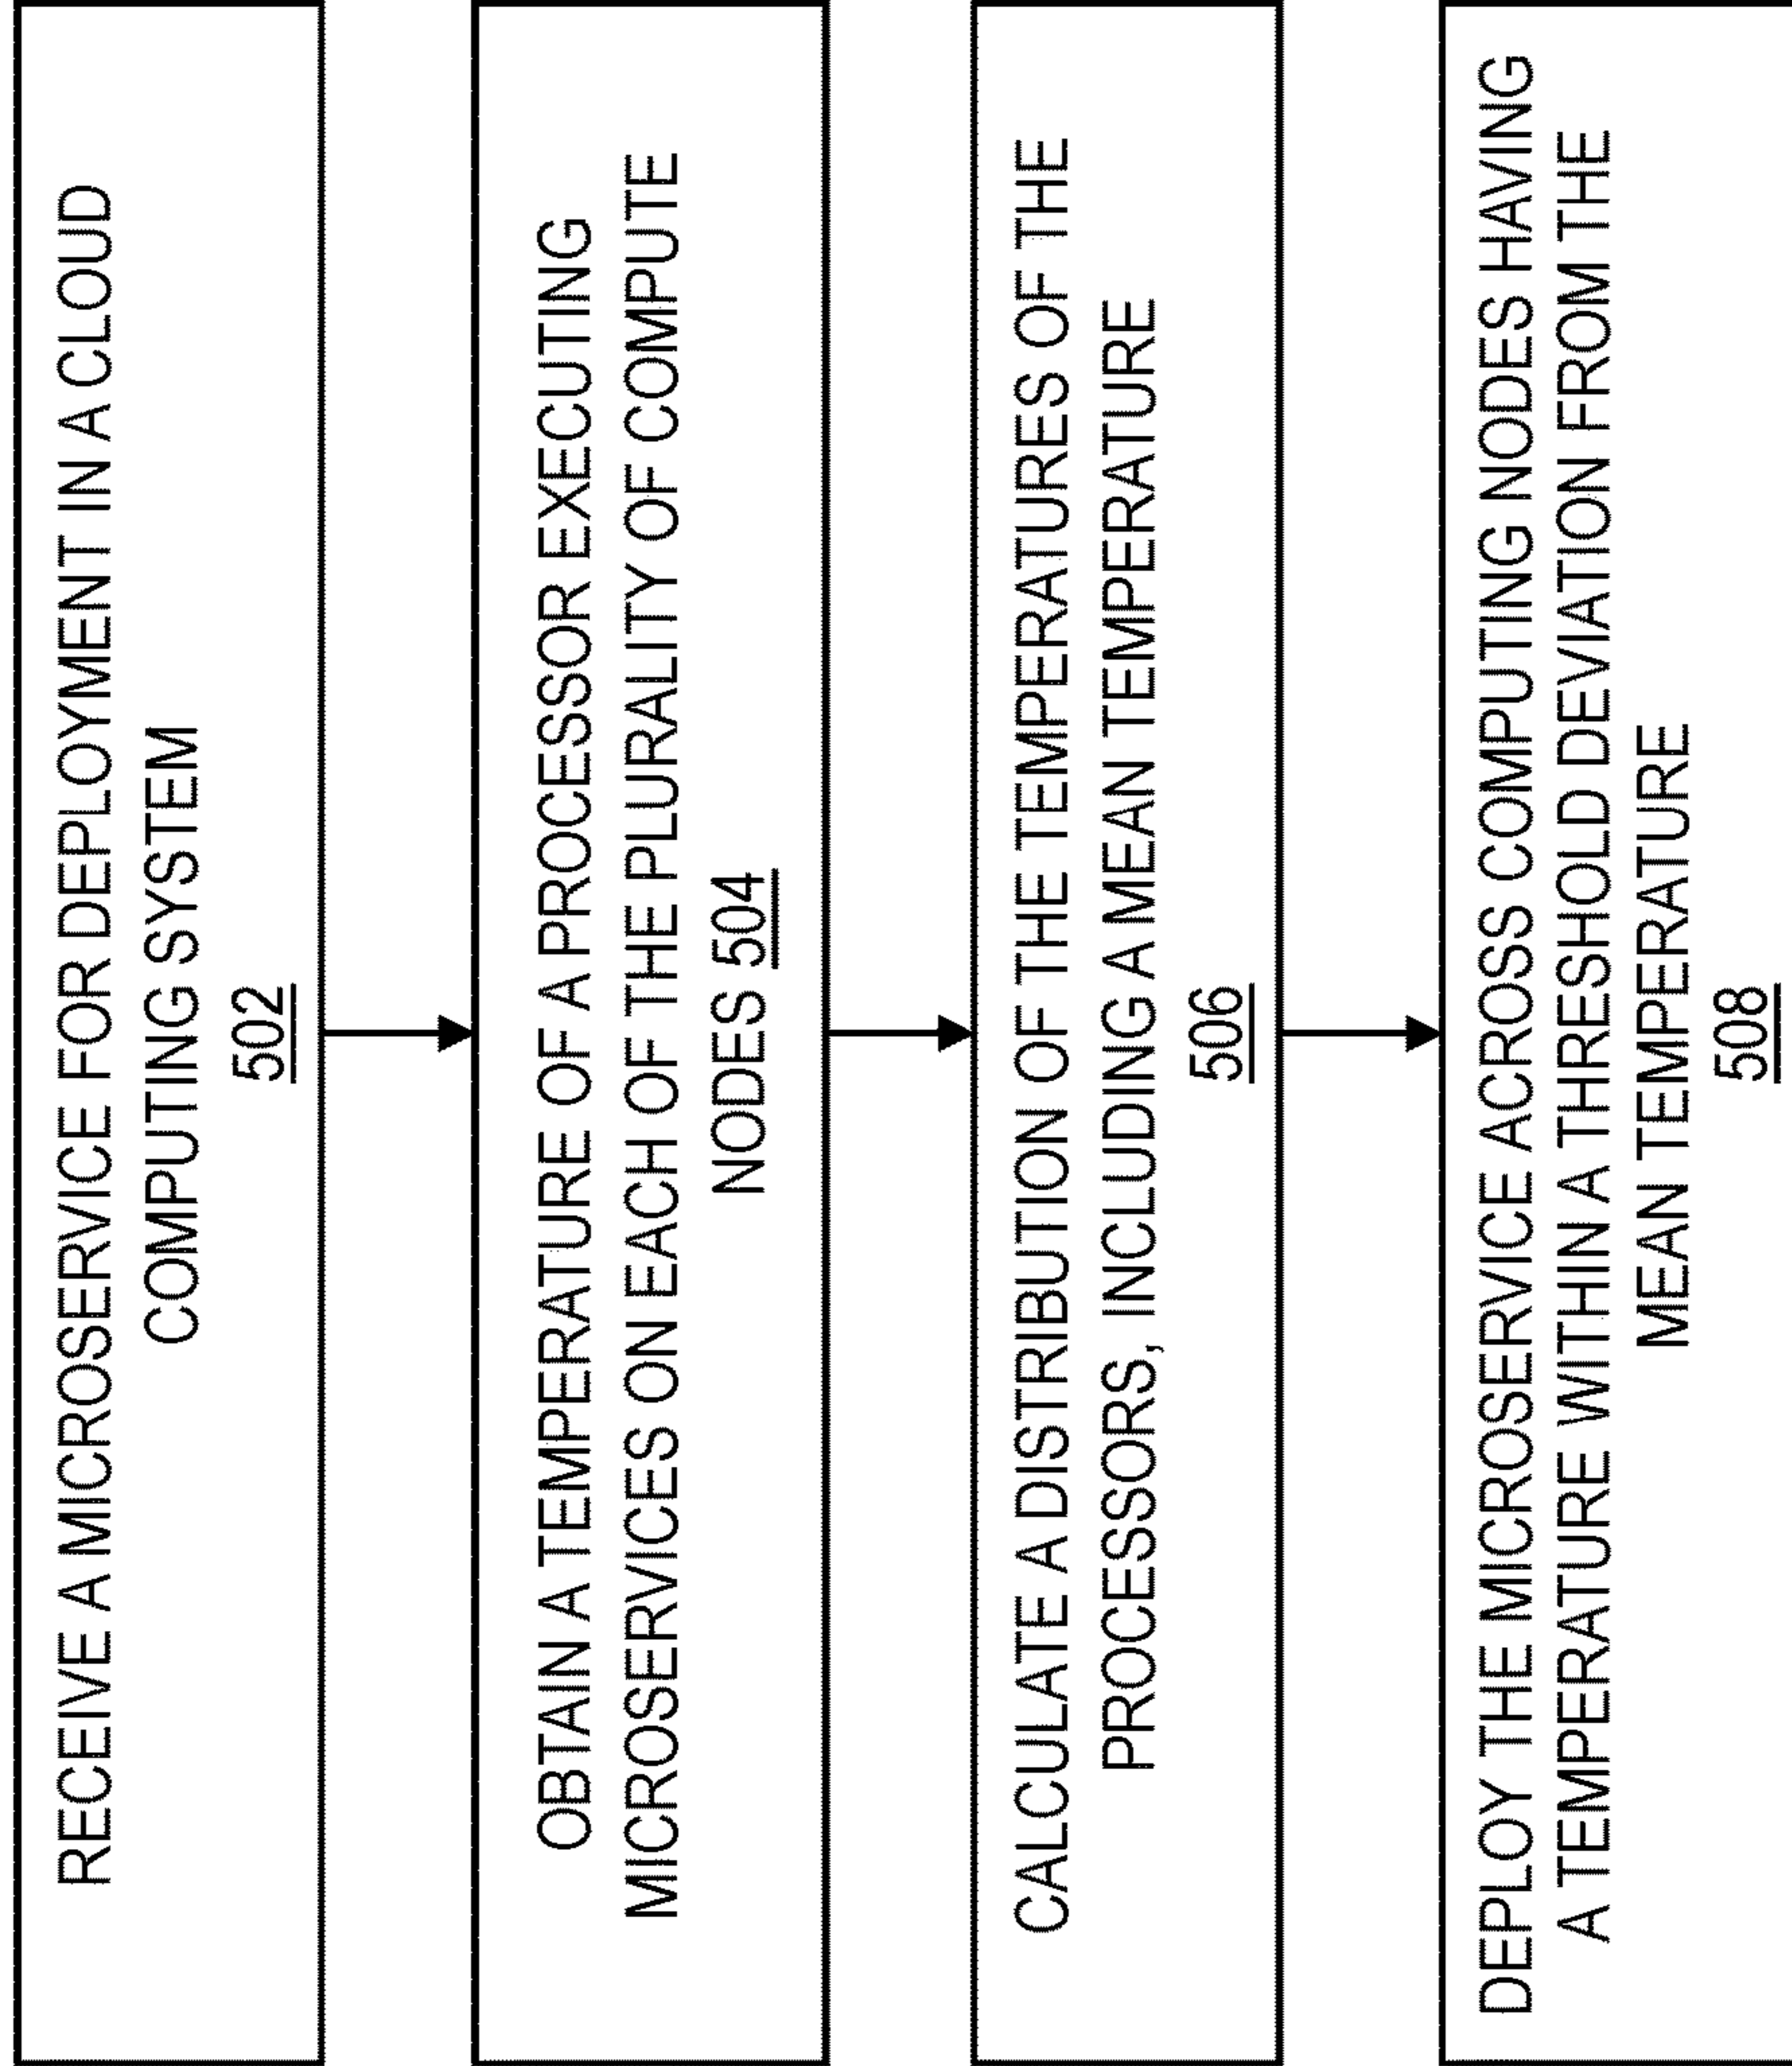 RECEIVE A MICROSERVICE FOR DEPLOYMENT IN A CLOUD
COMPUTING SYSTEM
502
OBTAIN A TEMPERATURE OF A PROCESSOR EXECUTING
MICROSERVICES ON EACH OF THE PLURALITY OF COMPUTE
NODES 504
CALCULATE A DISTRIBUTION OF THE TEMPERATURES OF THE
PROCESSORS, INCLUDING A MEAN TEMPERATURE
506
DEPLOY THE MICROSERVICE ACROSS COMPUTING NODES HAVING
A TEMPERATURE WITHIN A THRESHOLD DEVIATION FROM THE
MEAN TEMPERATURE
508